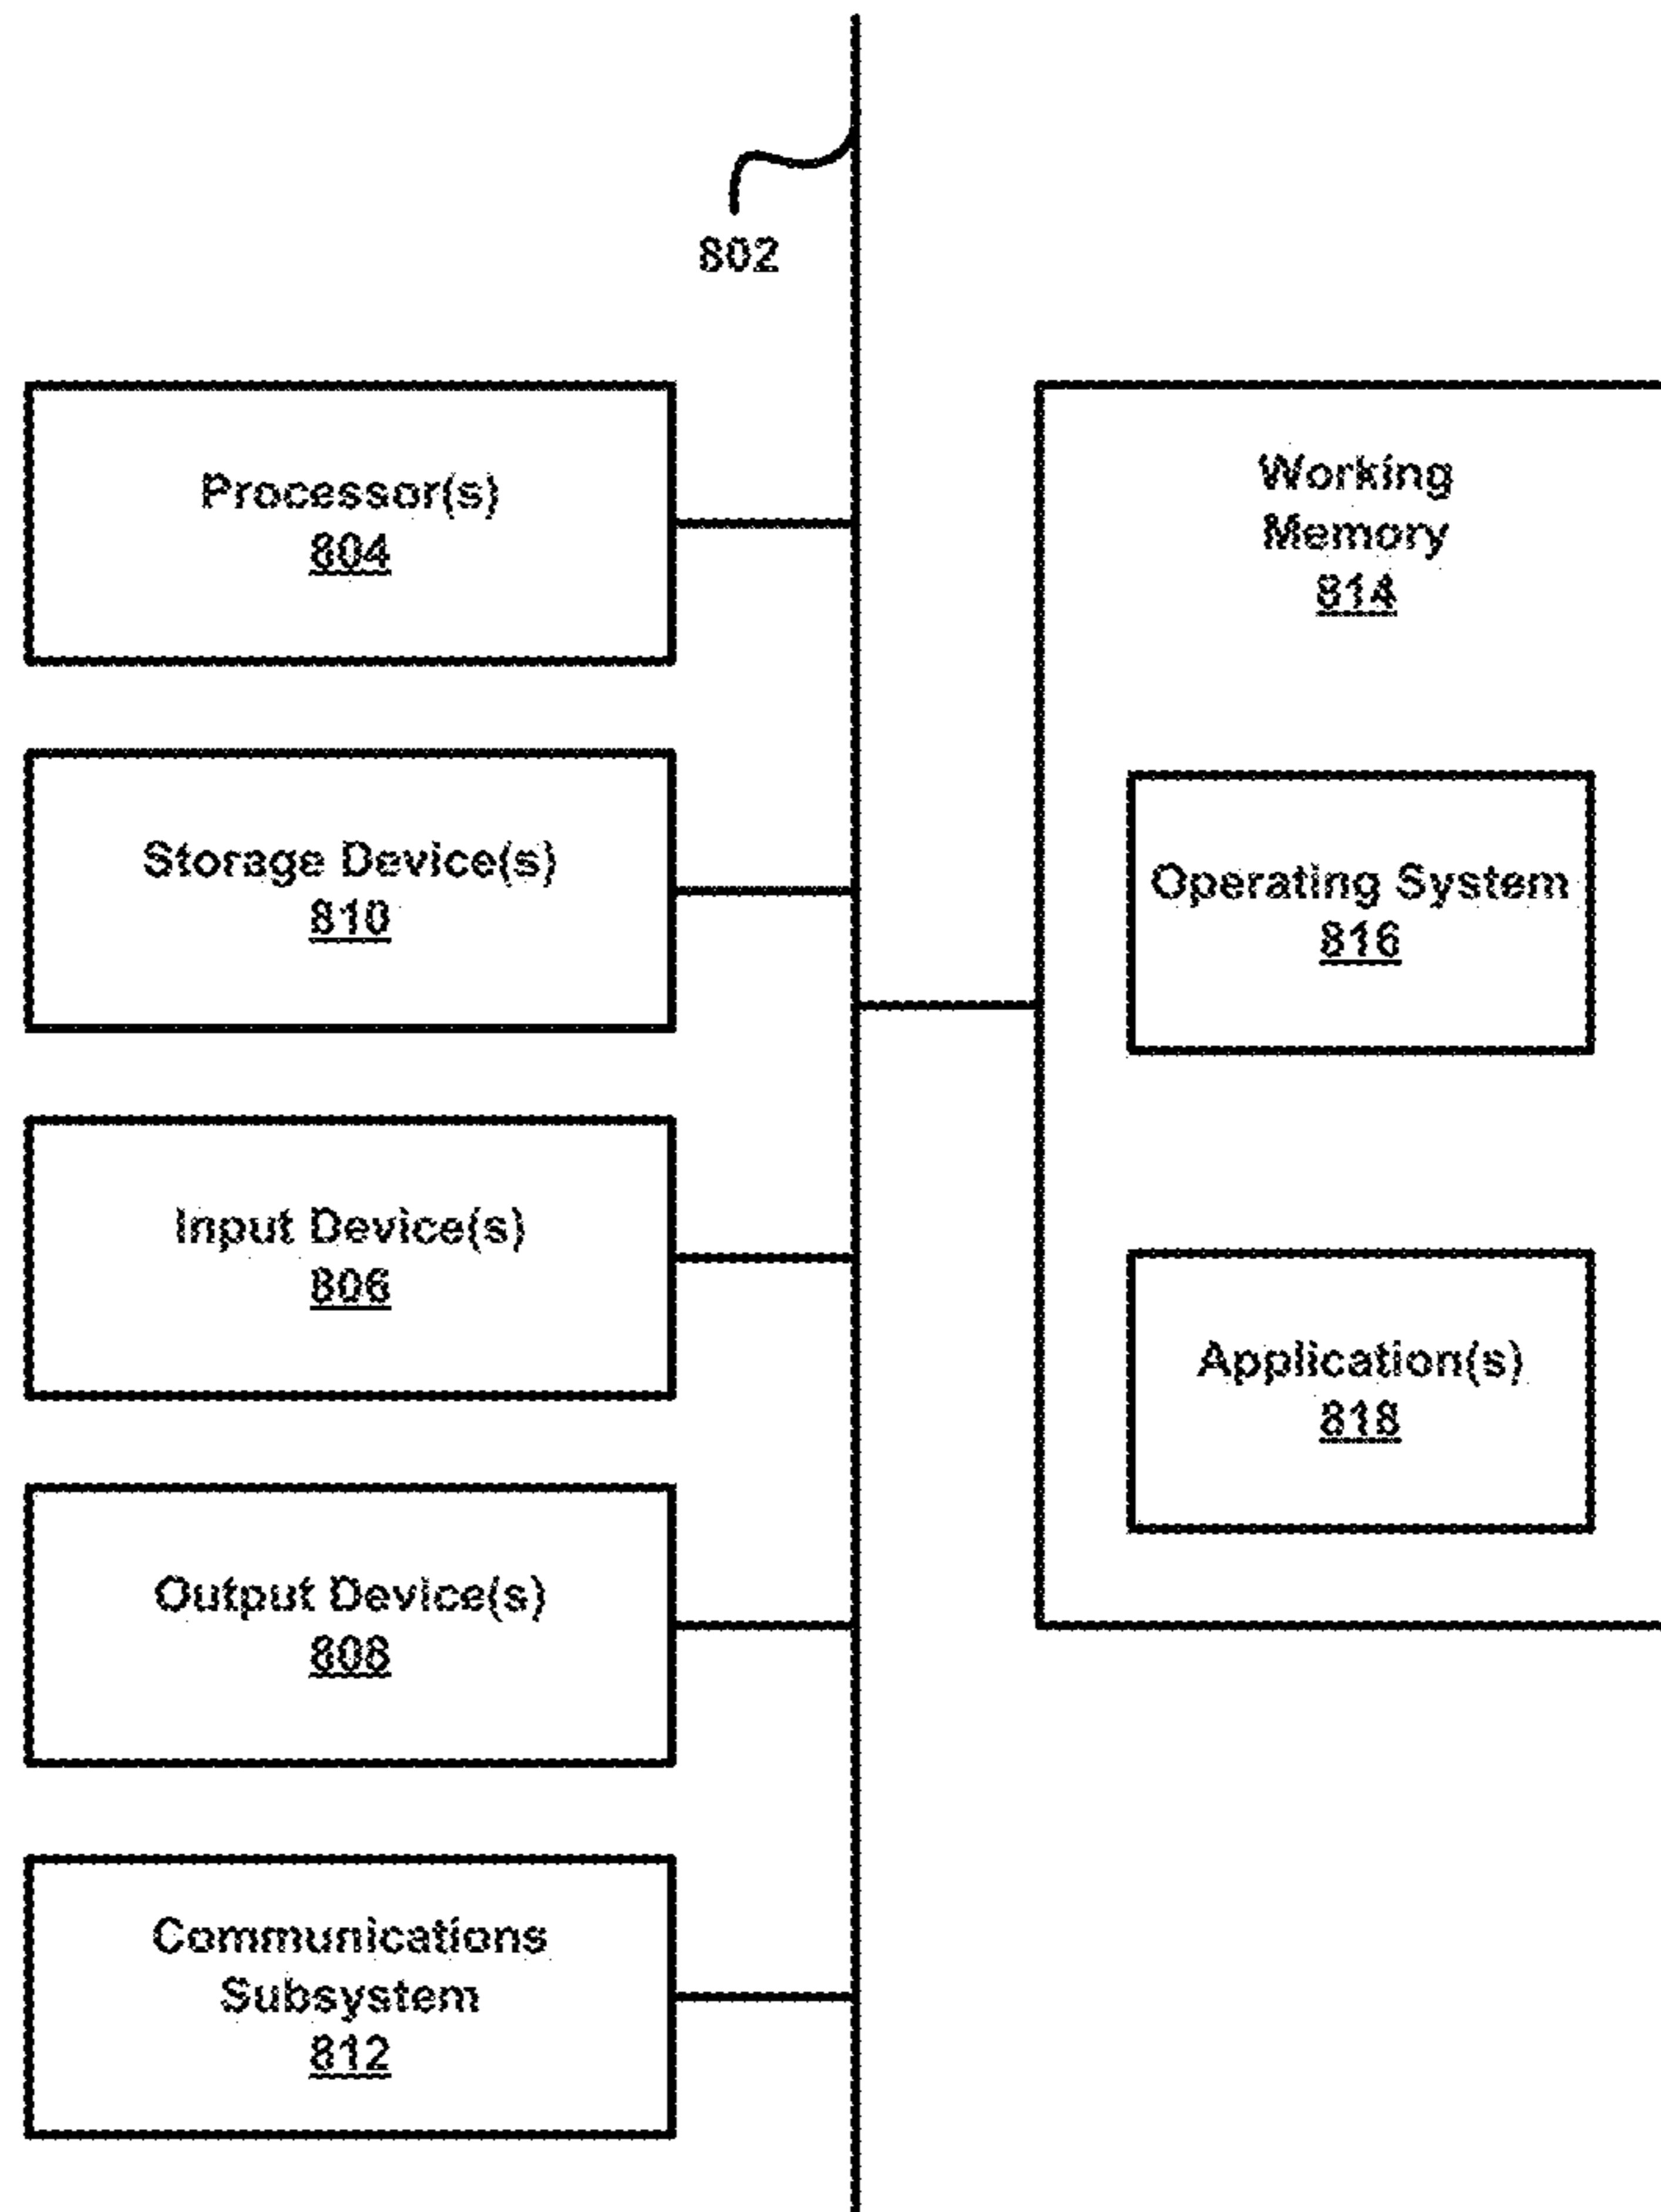 802
Processor(s)
804
Storage Device(s)
810
Input Device(s)
806
Output Device(s)
808
Communications
Subsystem
812
Working
Memory
814
Operating System
816
Application(s)
818